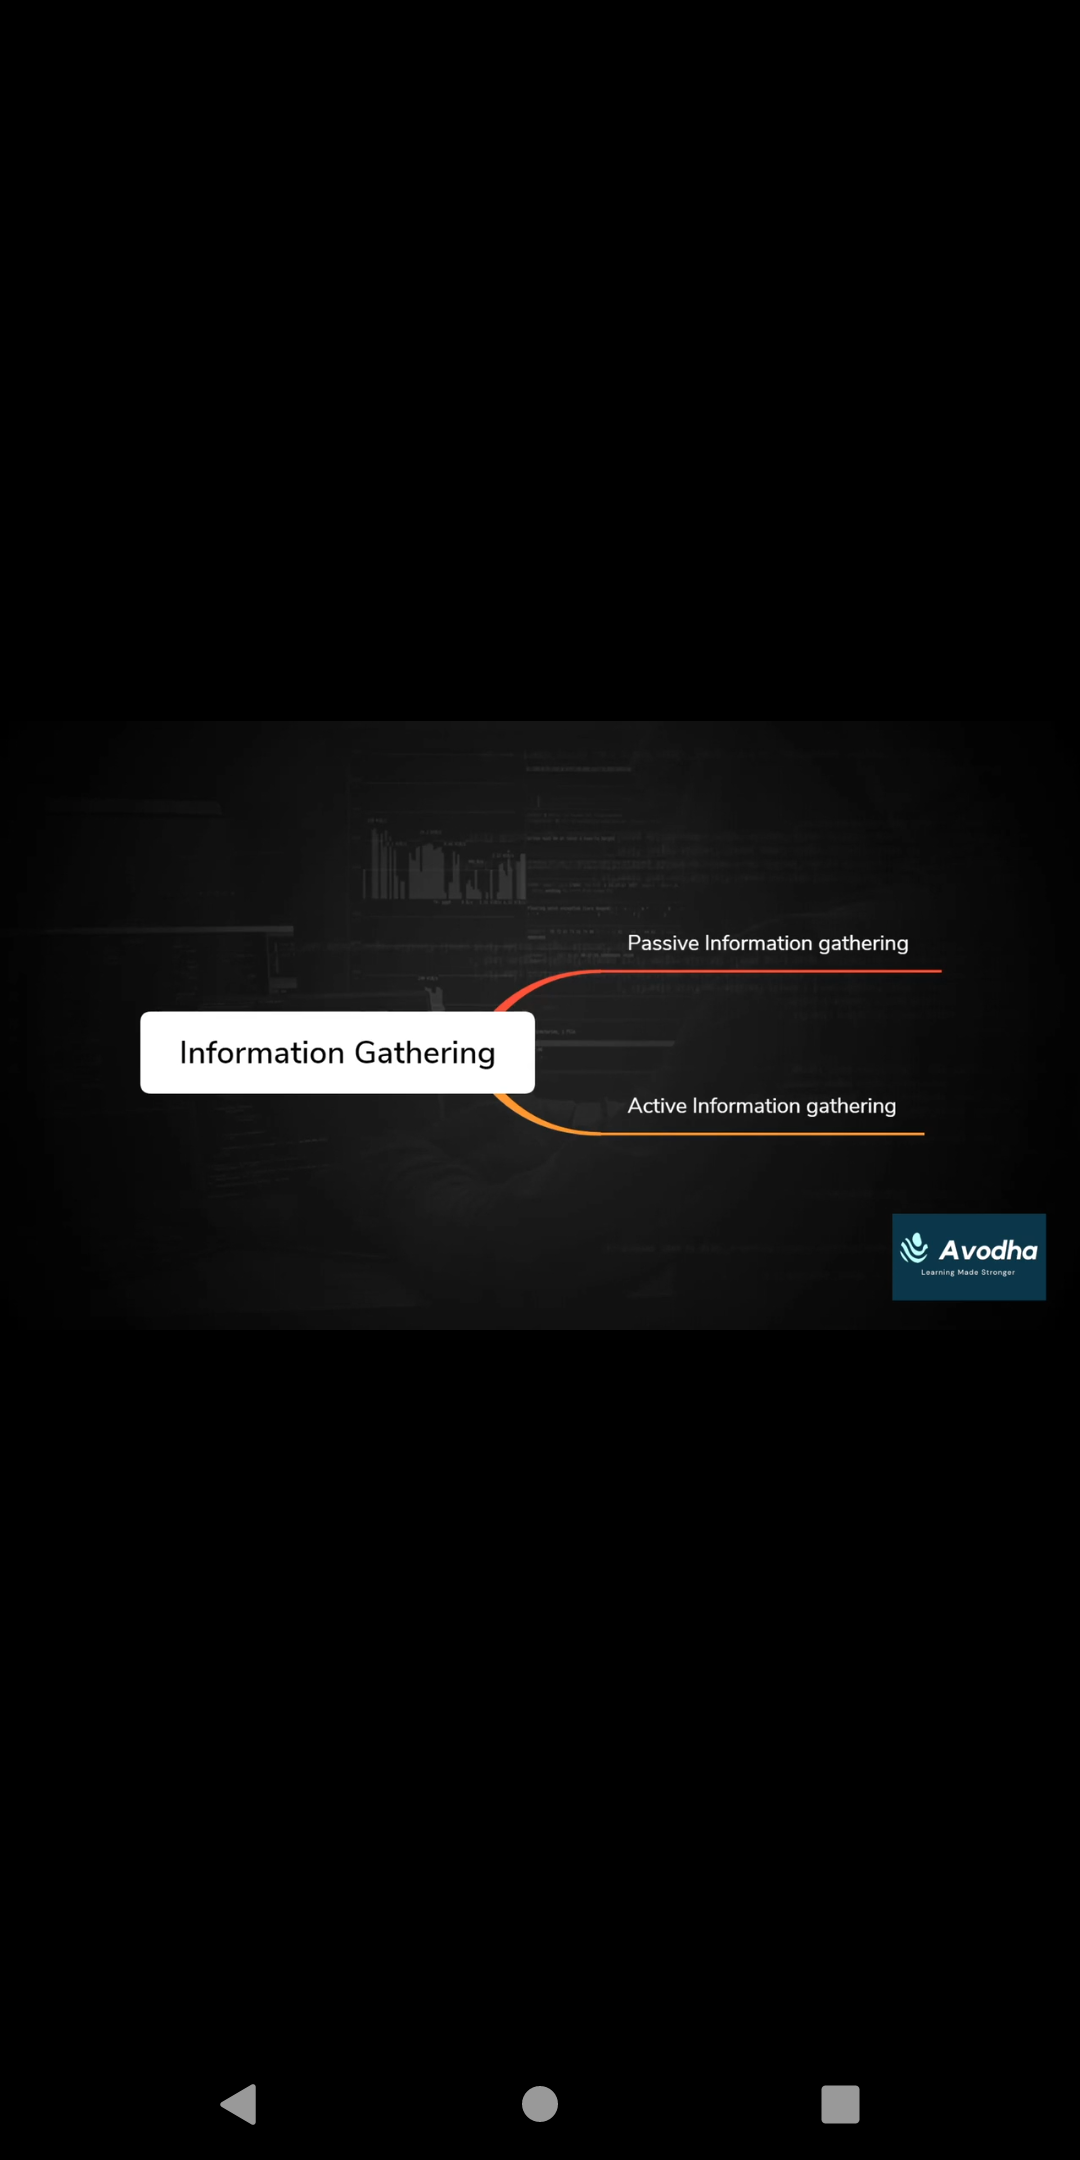 Passive Information gathering
Information Gathering
Active Information gathering
Avodha
Learning Made Stronger